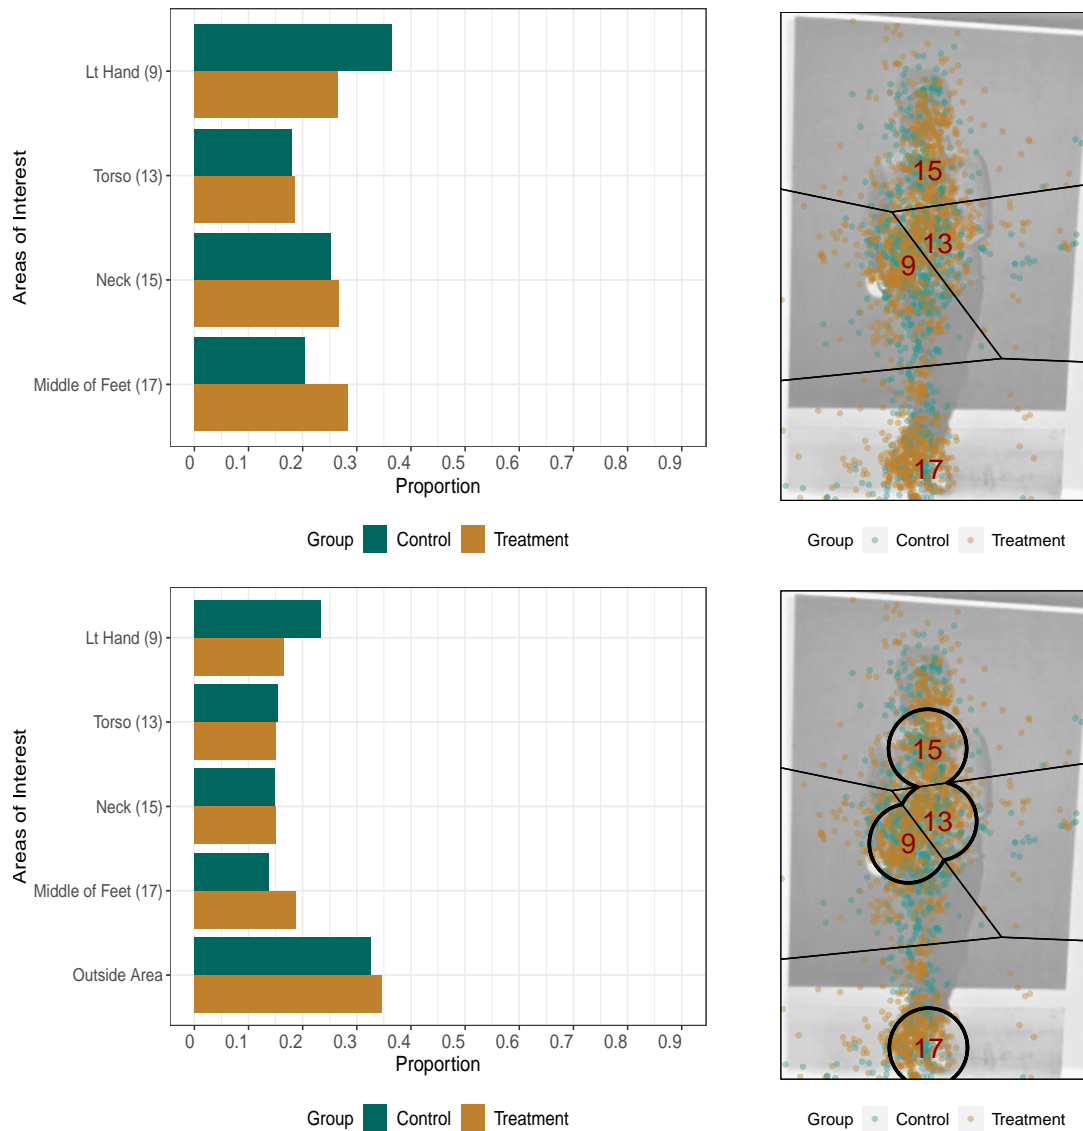 Areas of Interest
Lt Hand (9)
Torso (13)
Neck (15)
Middle of Feet (17)
0 0.1 0.2 0.3 0.4 0.5 0.6 0.7 0.8 0.9
Proportion
Group Control Treatment
15
13
9
17
Group Control Treatment
Areas of Interest
Lt Hand (9)
Torso (13)
Neck (15)
Middle of Feet (17)
Outside Area
0 0.1 0.2 0.3 0.4 0.5 0.6 0.7 0.8 0.9
Proportion
Group Control Treatment
15
13
9
17
Group Control Treatment